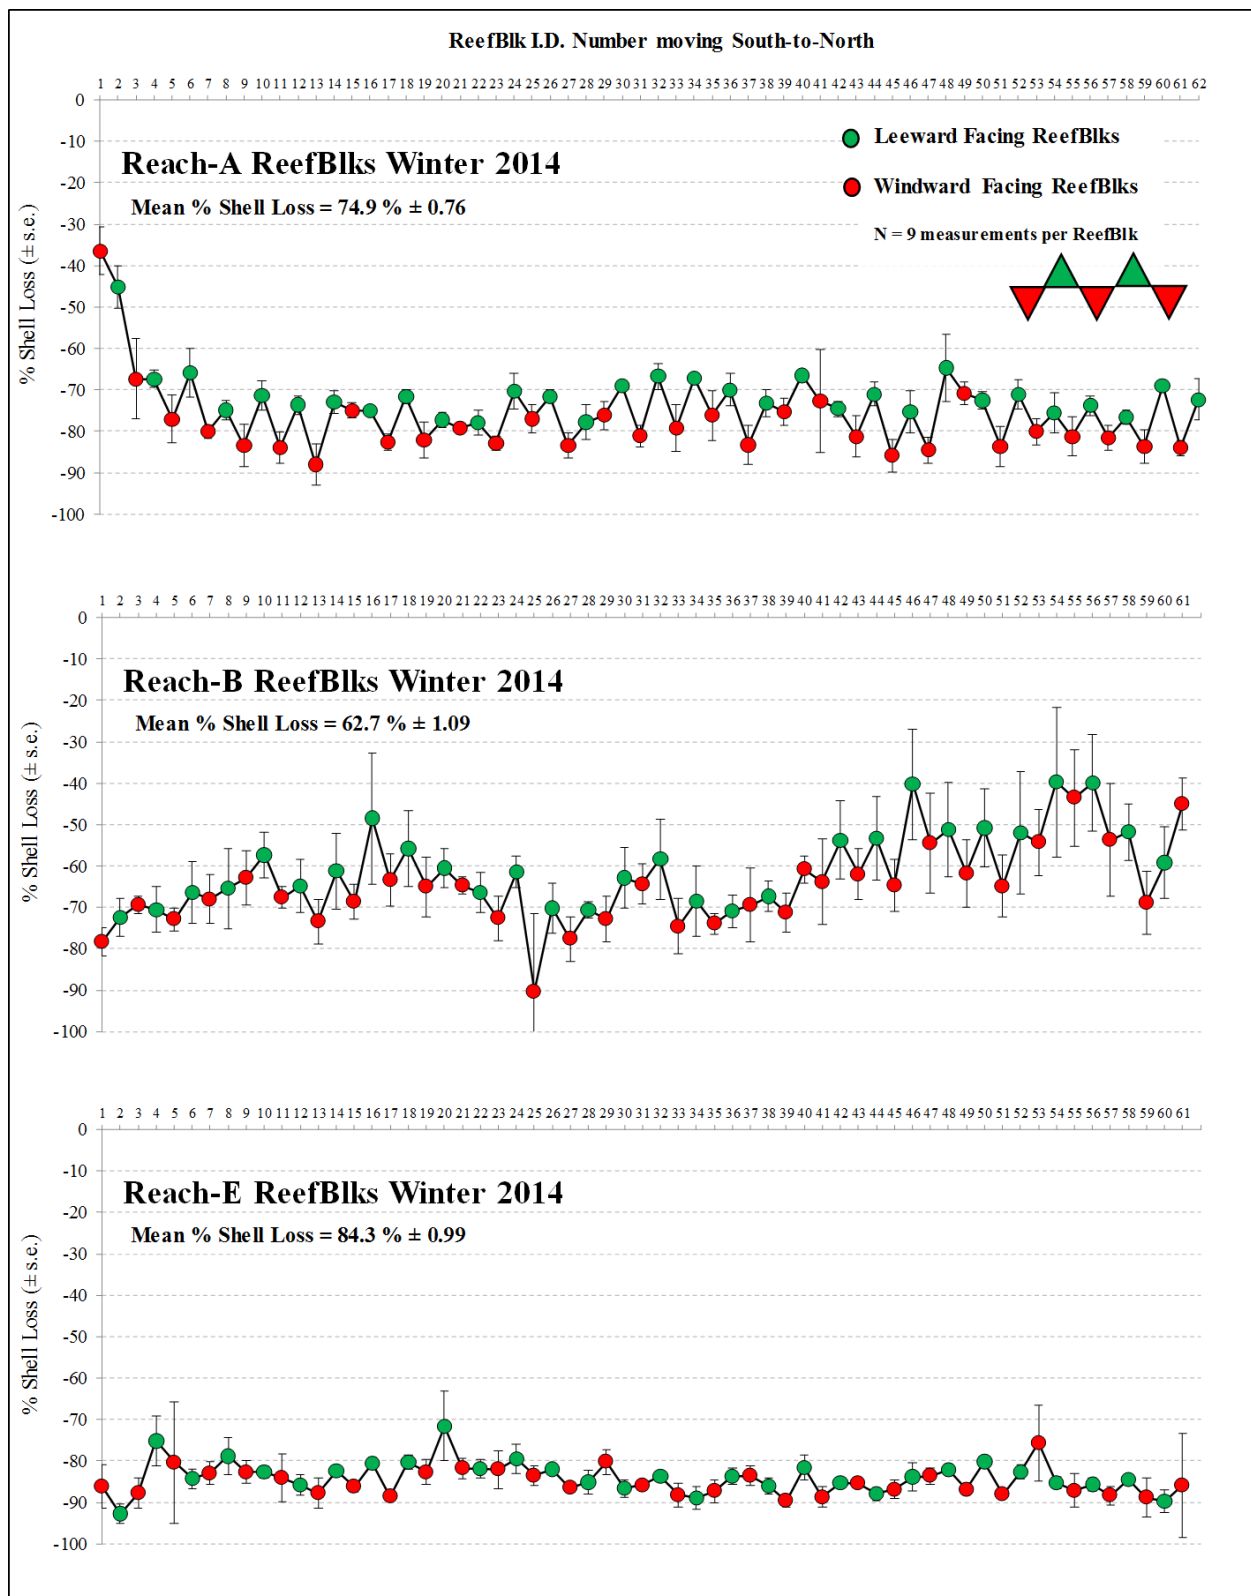 ReefBlk I.D. Number moving South-to-North
1 2 3 4 5 6 7 8 9 10 11 12 13 14 15 16 17 18 19 20 21 22 23 24 25 26 27 28 29 30 31 32 33 34 35 36 37 38 39 40 41 42 43 44 45 46 47 48 49 50 51 52 53 54 55 56 57 58 59 60 61 62
0
-10
Leeward Facing ReefBlks
Reach-A ReefBlks Winter 2014
-20
Windward Facing ReefBlks
Mean % Shell Loss = 74.9 % ± 0.76
-30
N = 9 measurements per ReefBlk
-40
-50
-60
-70
-80
-90
-100
% Shell Loss (± s.e.)
1 2 3 4 5 6 7 8 9 10 11 12 13 14 15 16 17 18 19 20 21 22 23 24 25 26 27 28 29 30 31 32 33 34 35 36 37 38 39 40 41 42 43 44 45 46 47 48 49 50 51 52 53 54 55 56 57 58 59 60 61
0
-10
Reach-B ReefBlks Winter 2014
-20
Mean % Shell Loss = 62.7 % ± 1.09
-30
-40
-50
-60
-70
-80
-90
-100
% Shell Loss (± s.e.)
1 2 3 4 5 6 7 8 9 10 11 12 13 14 15 16 17 18 19 20 21 22 23 24 25 26 27 28 29 30 31 32 33 34 35 36 37 38 39 40 41 42 43 44 45 46 47 48 49 50 51 52 53 54 55 56 57 58 59 60 61
0
-10
Reach-E ReefBlks Winter 2014
-20
Mean % Shell Loss = 84.3 % ± 0.99
-30
-40
-50
-60
-70
-80
-90
-100
% Shell Loss (± s.e.)